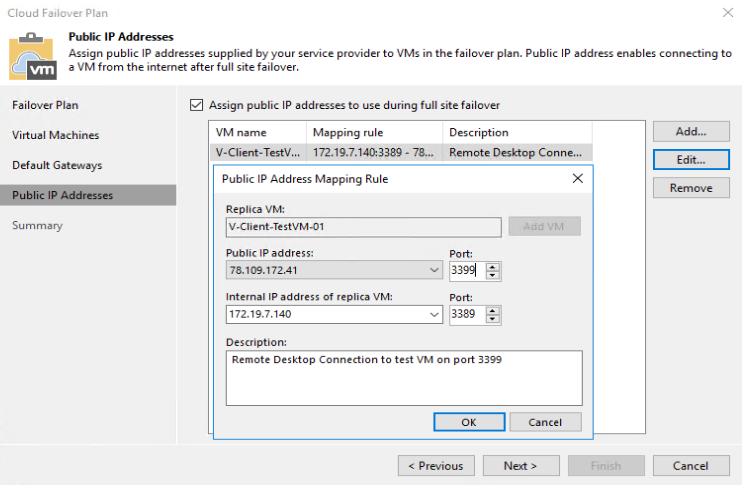 Cloud Failover Plan
Public IP Addresses
Assign public IP addresses supplied by your service provider to VMs in the failover plan. Public IP address enables connecting to
a VM from the internet after full site failover.
vm
Failover Plan
Virtual Machines
Default Gateways
Public IP Addresses
Summary
Assign public IP addresses to use during full site failover
VM name Mapping rule Description
V-Client-TestV... 172.19.7.140:3389 - 78... Remote Desktop Conne...
Add...
Edit...
Remove
Public IP Address Mapping Rule
Replica VM:
V-Client-TestVM-01 Add VM
Public IP address: Port:
78.109.172.41 3399
Internal IP address of replica VM: Port:
172.19.7.140 3389
Description:
Remote Desktop Connection to test VM on port 3399
OK Cancel
< Previous Next > Finish Cancel